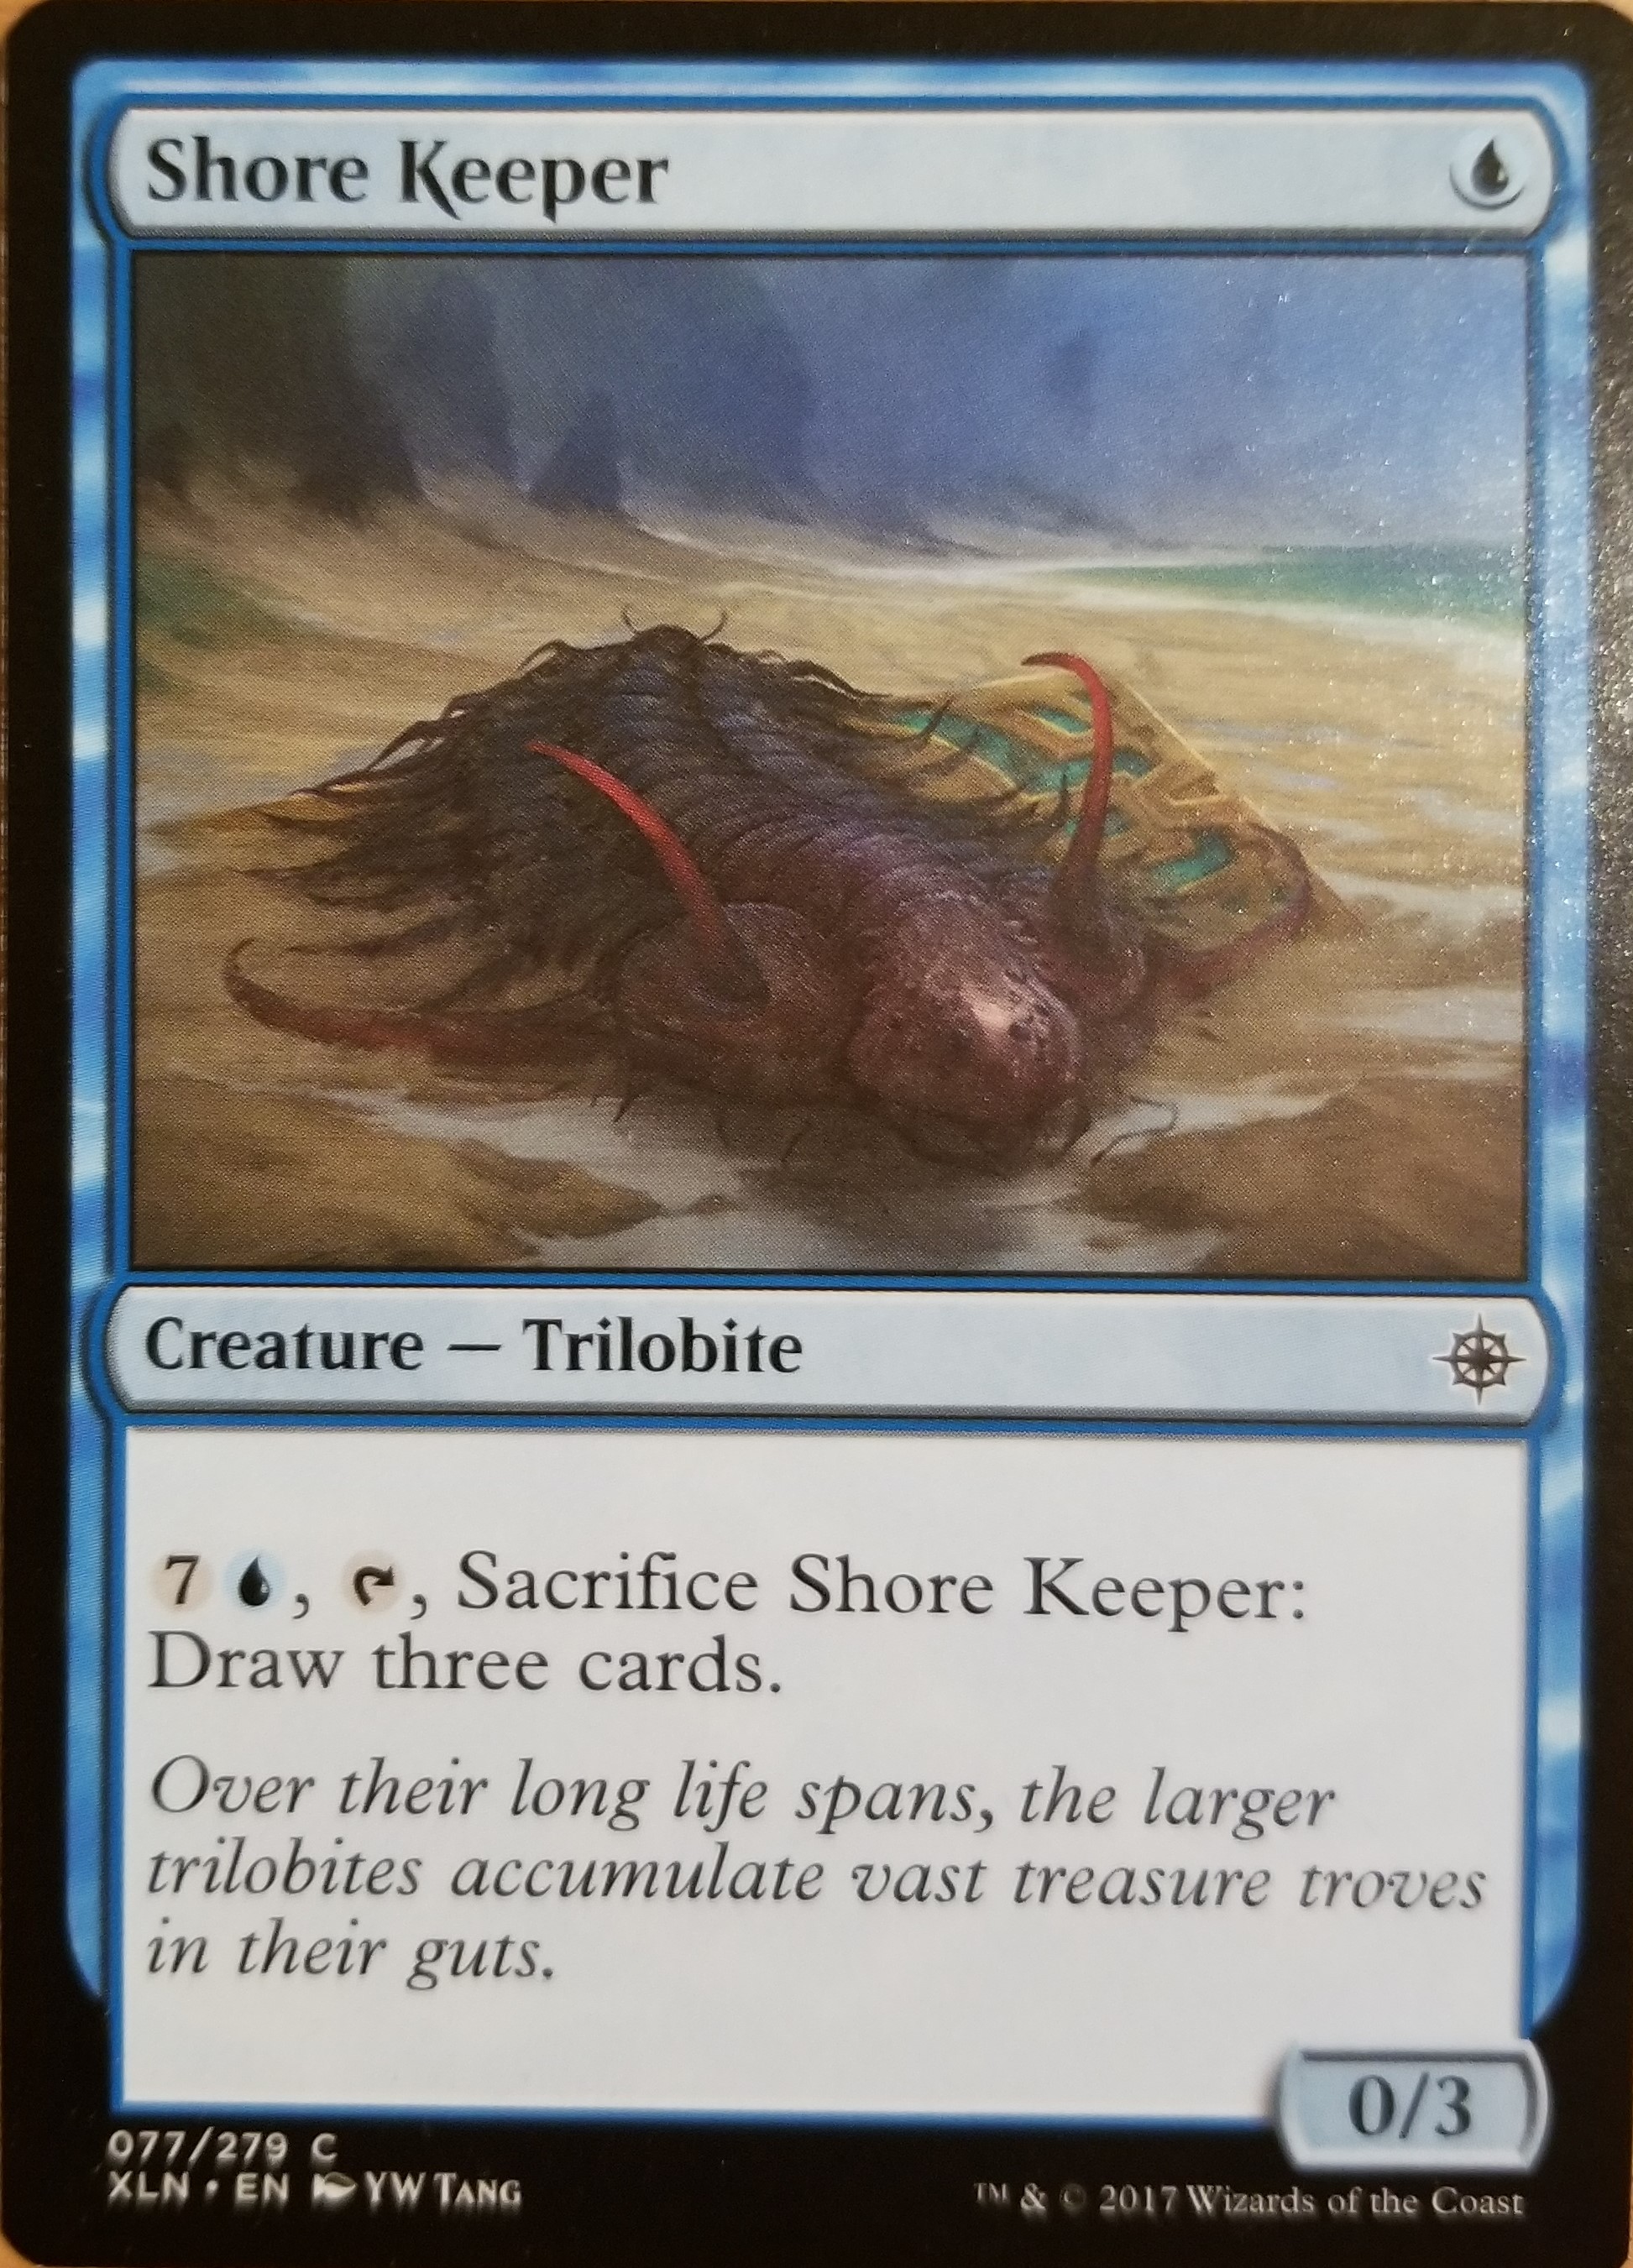 Shore Keeper
Creature — Trilobite
7 , , Sacrifice Shore Keeper:
Draw three cards.
Over their long life spans, the larger
trilobites accumulate vast treasure troves
in their guts.
0/3
077/279 C
XLN • EN YW TANG
™ & © 2017 Wizards of the Coast